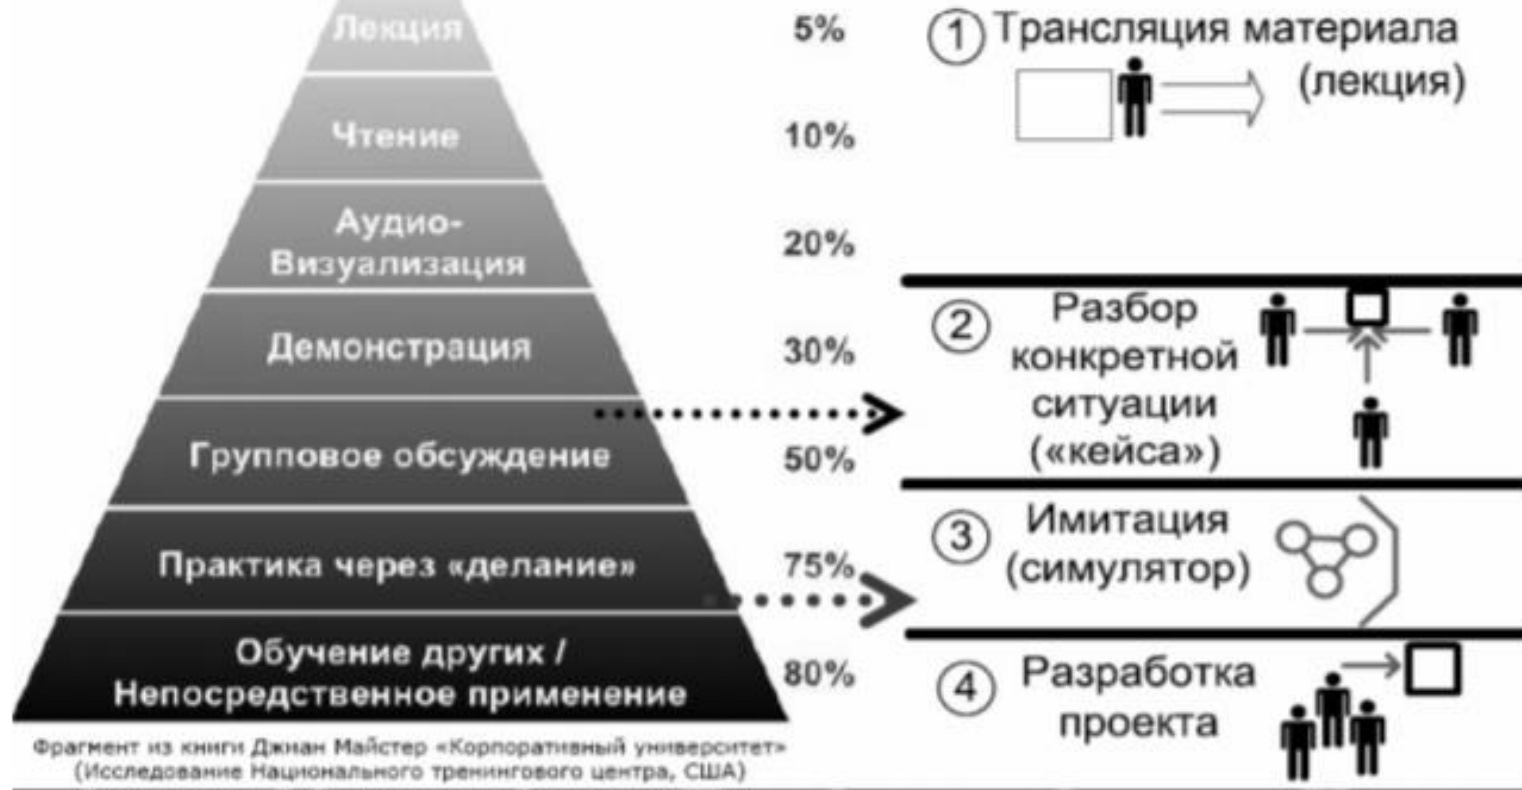 Лекция
5%
Чтение
10%
Аудио-
Визуализация
20%
Демонстрация
30%
Групповое обсуждение
50%
Практика через «делание»
75%
Обучение других /
Непосредственное применение
80%
Фрагмент из книги Джиан Майстер «Корпоративный университет»
(Исследование Национального тренингового центра, США)
1 Трансляция материала
(лекция)
2 Разбор
конкретной
ситуации
(«кейса»)
3 Имитация
(симулятор)
4 Разработка
проекта